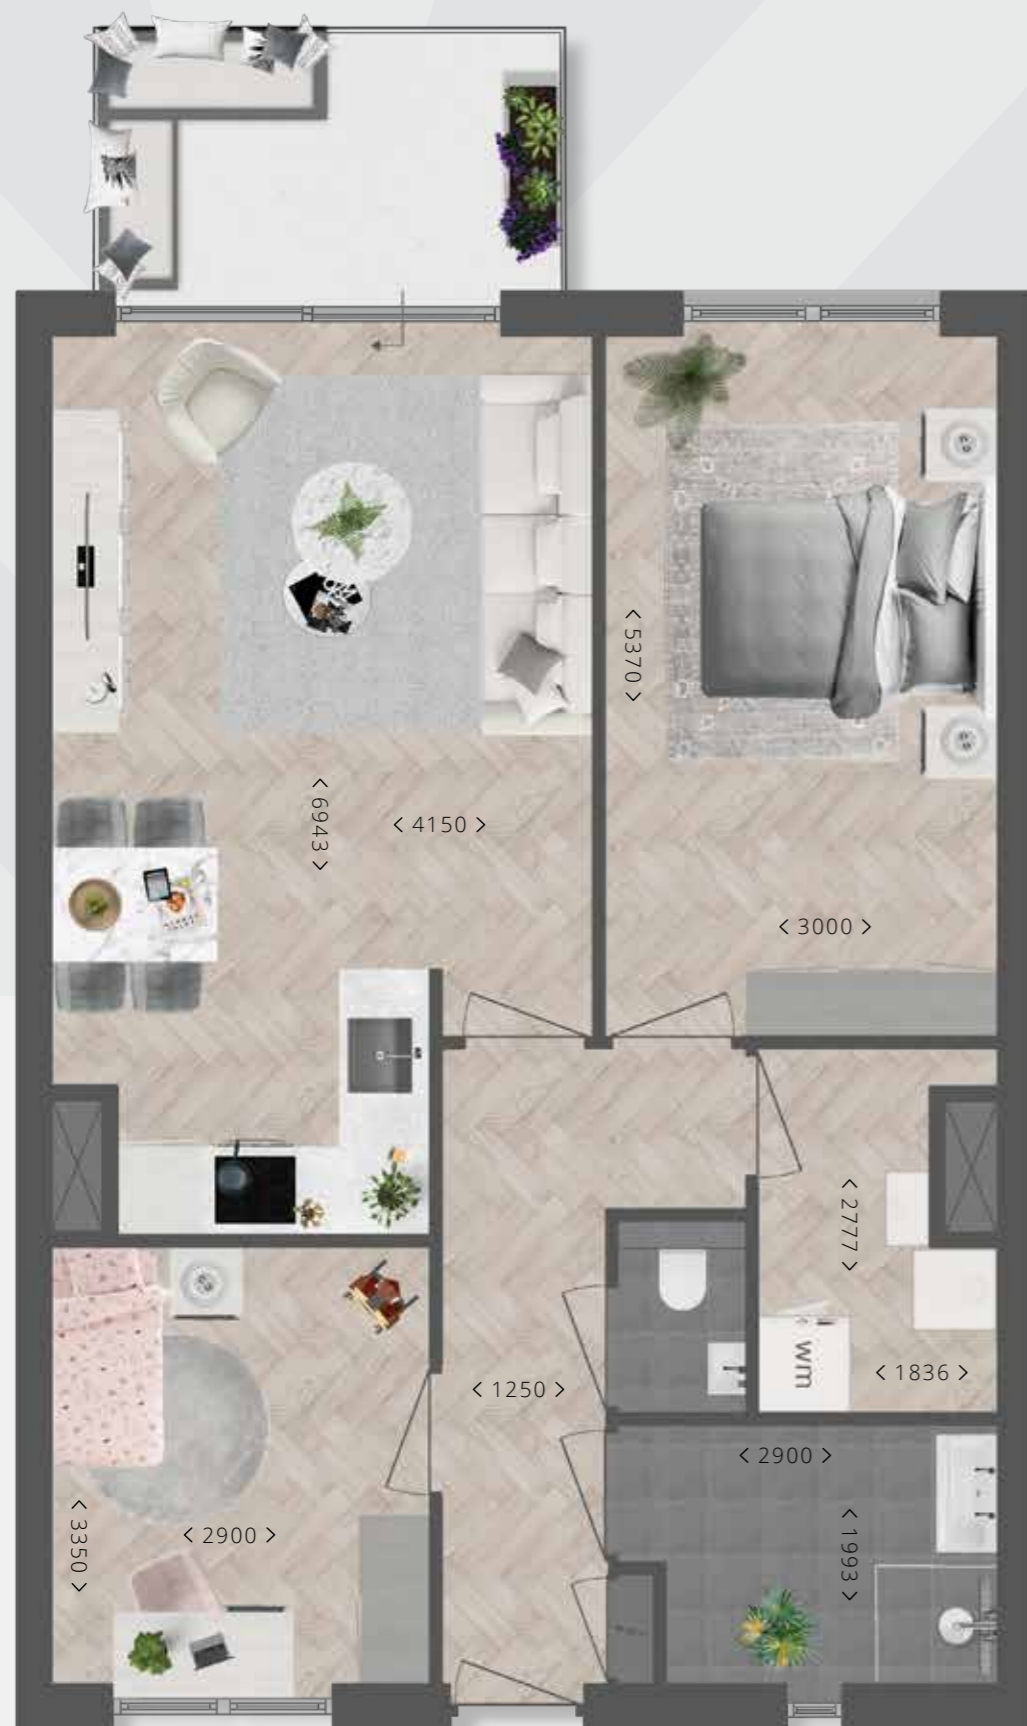 < 5370 >
< 6943 >
< 4150 >
< 3000 >
< 2777 >
wm
< 1836 >
< 1250 >
< 2900 >
< 1993 >
< 3350 >
< 2900 >